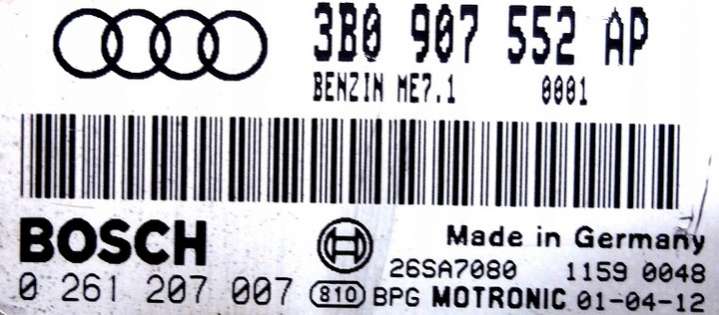 3B0 907 552 AP
BENZIN ME7.1 0001
BOSCH
Made in Germany
26SA7080 1159 0048
0 261 207 007 810 BPG MOTRONIC 01-04-12